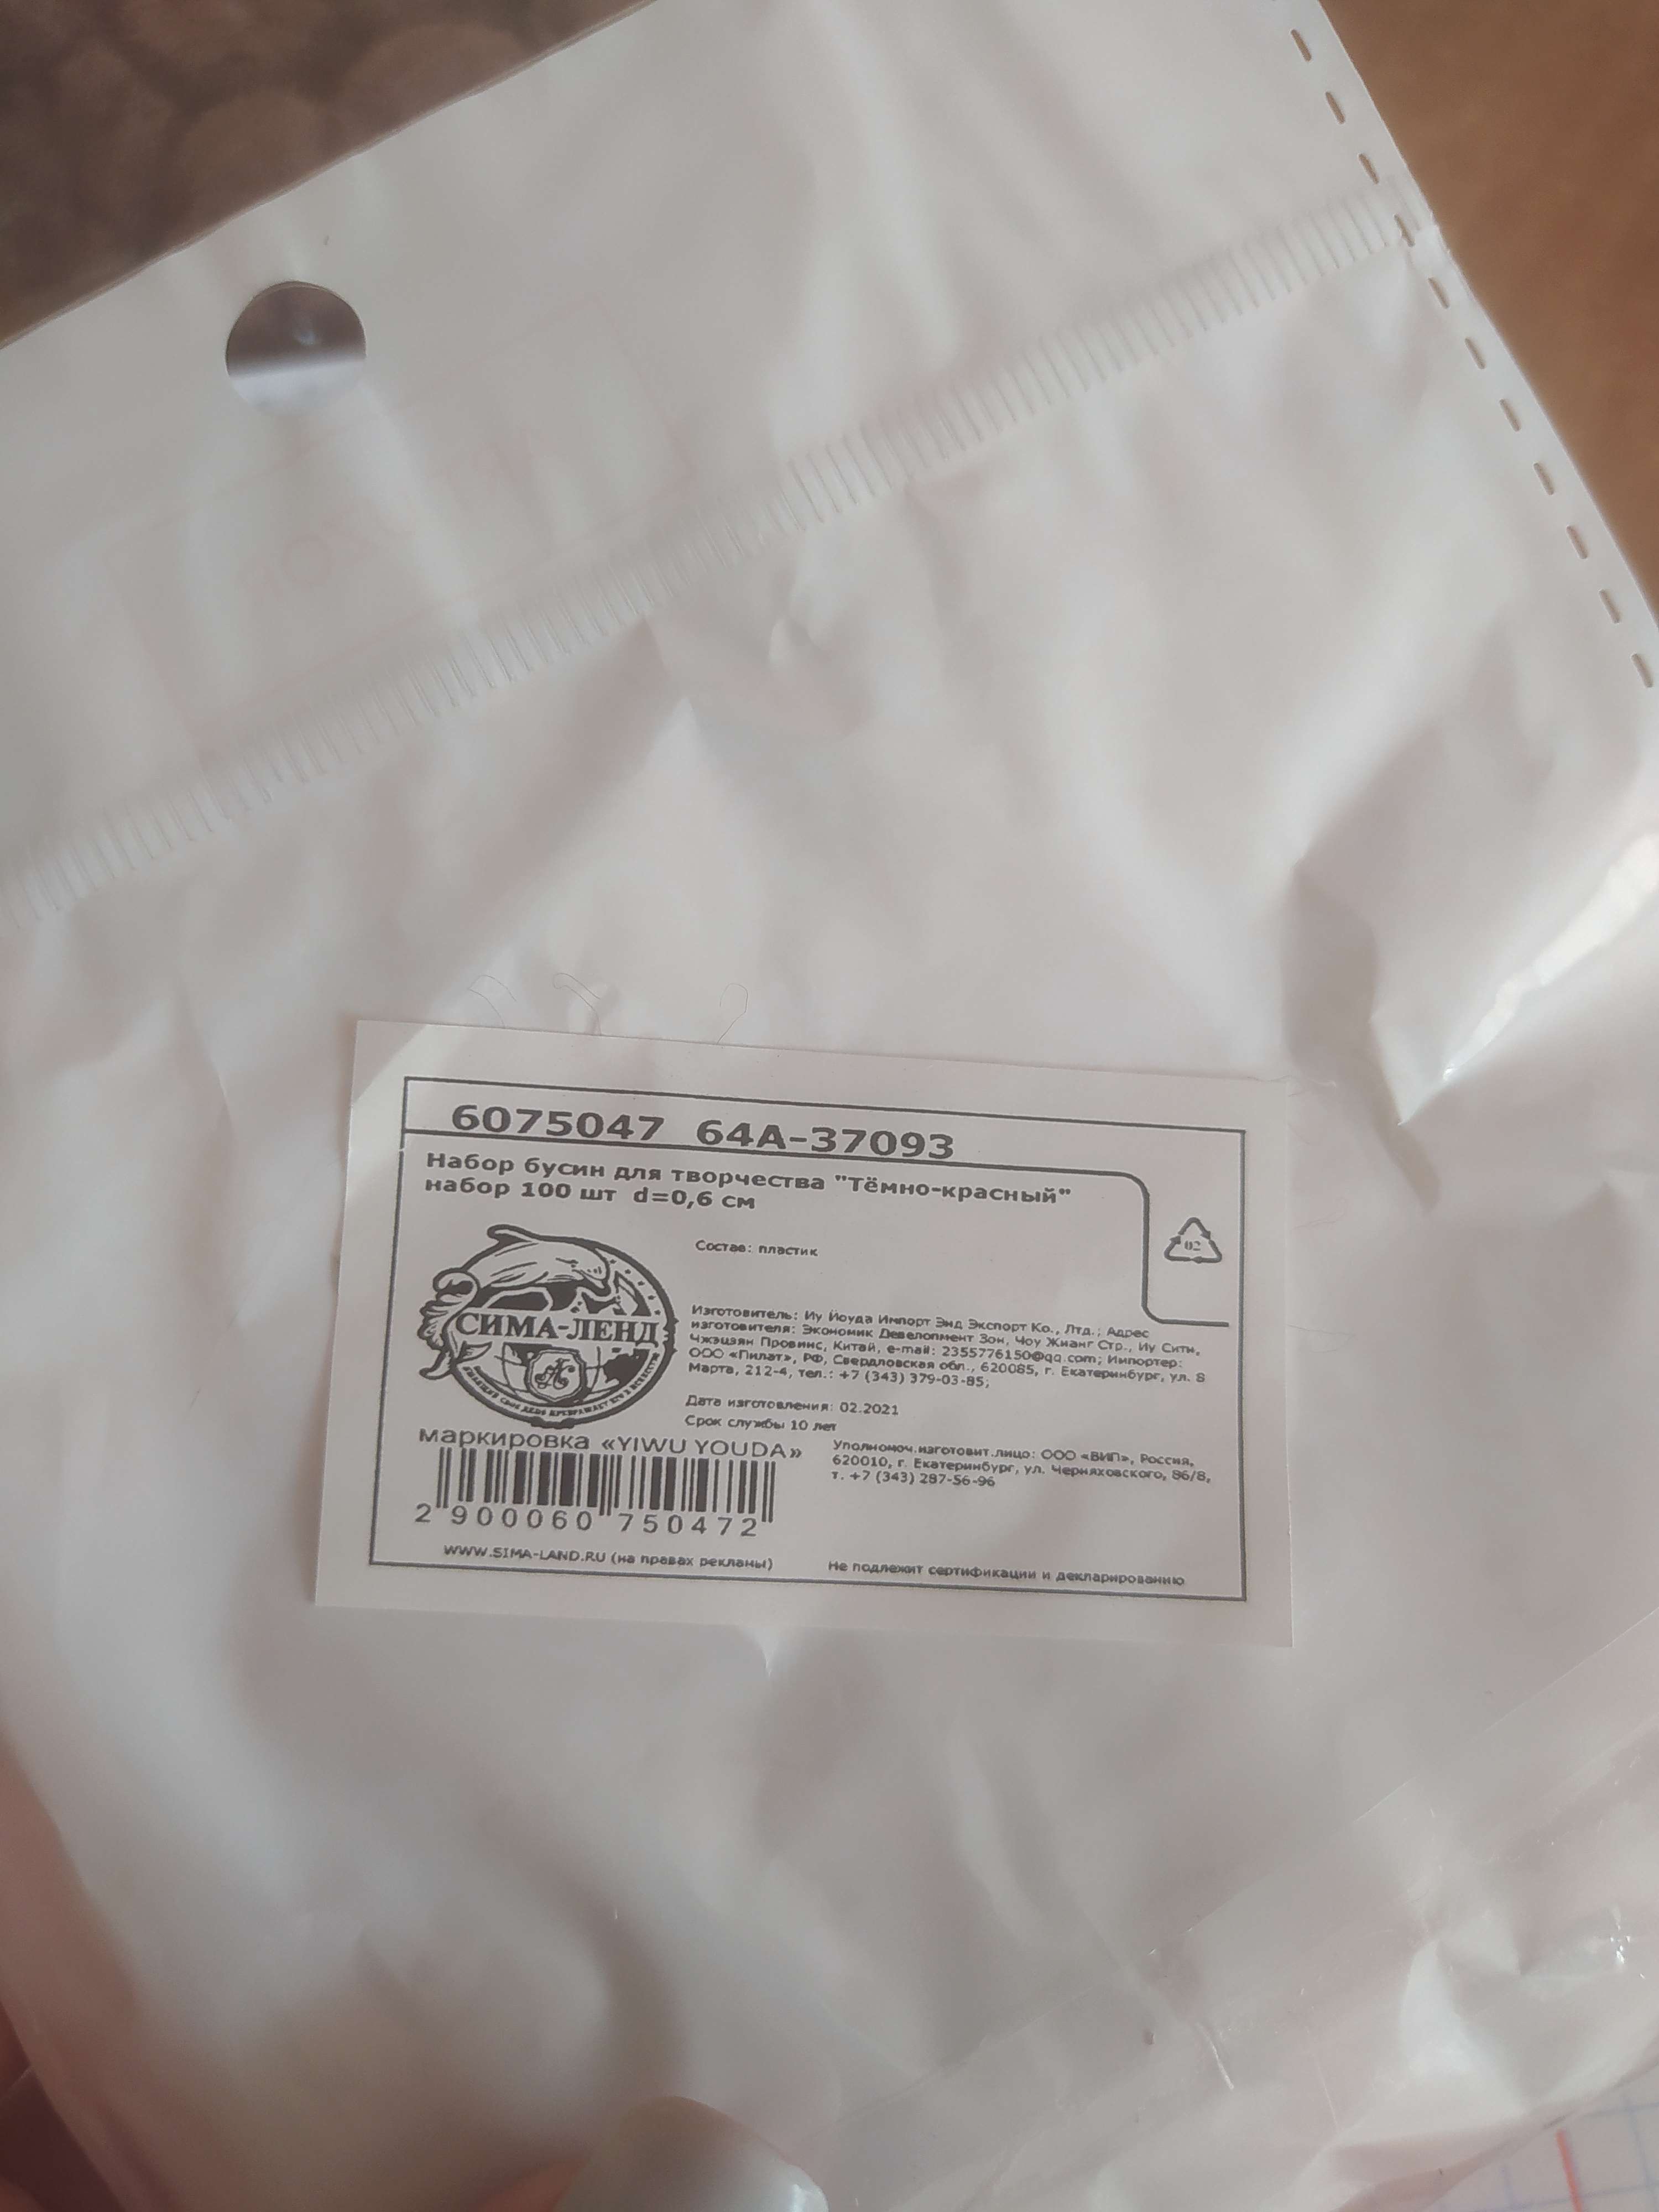 6075047 64А-37093
Набор бусин для творчества "Тёмно-красный"
набор 100 шт d=0,6 см
02
Состав: пластик
СИМА-ЛЕНД
Изготовитель: Иу Йоуда Импорт Энд Экспорт Ко., Лтд.; Адрес
изготовителя: Экономик Девелопмент Зон, Чоу Жианг Стр., Иу Сити,
Чжэцзян Провинс, Китай, e-mail: 2355776150@qq.com; Импортер:
ООО «Пилат», РФ, Свердловская обл., 620085, г. Екатеринбург, ул. 8
Марта, 212-4, тел.: +7 (343) 379-03-85;
Дата изготовления: 02.2021
Срок службы 10 лет
маркировка «YIWU YOUDA»
Уполномоч.изготовит.лицо: ООО «ВИП», Россия,
620010, г. Екатеринбург, ул. Черняховского, 86/8,
т. +7 (343) 287-56-96
2 900060 750472
WWW.SIMA-LAND.RU (на правах рекламы)
Не подлежит сертификации и декларированию